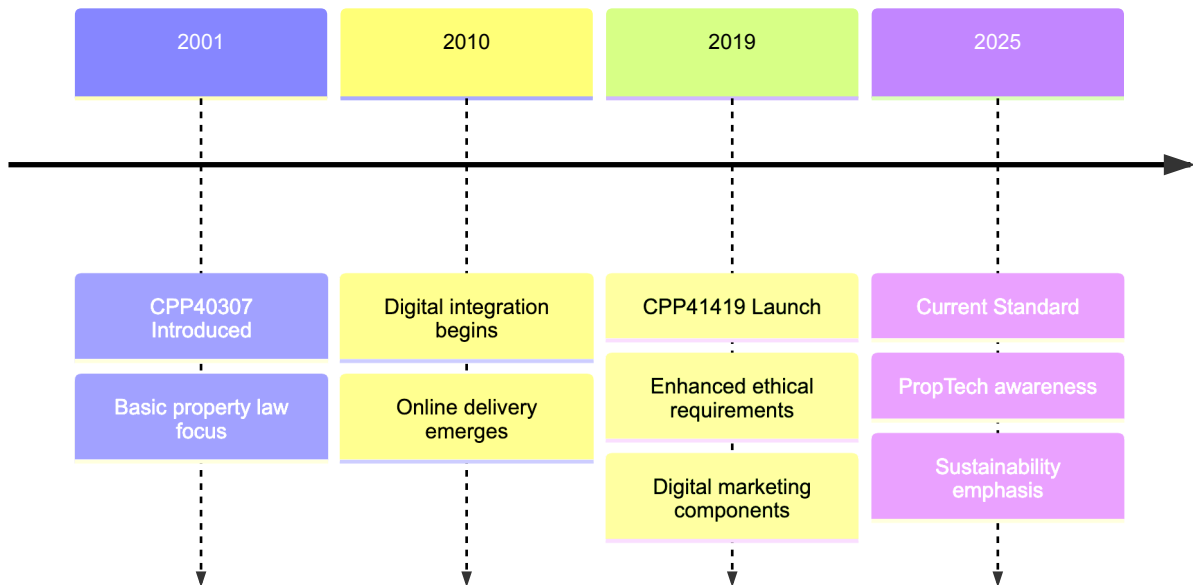 2001
2010
2019
2025
CPP40307
Introduced
Basic property law
focus
Digital integration
begins
Online delivery
emerges
CPP41419 Launch
Enhanced ethical
requirements
Digital marketing
components
Current Standard
PropTech awareness
Sustainability
emphasis